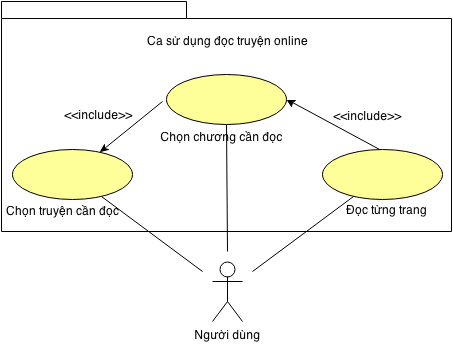 Ca sử dụng đọc truyện online
<<include>>
<<include>>
Chọn chương cần đọc
Chọn truyện cần đọc
Đọc từng trang
Người dùng